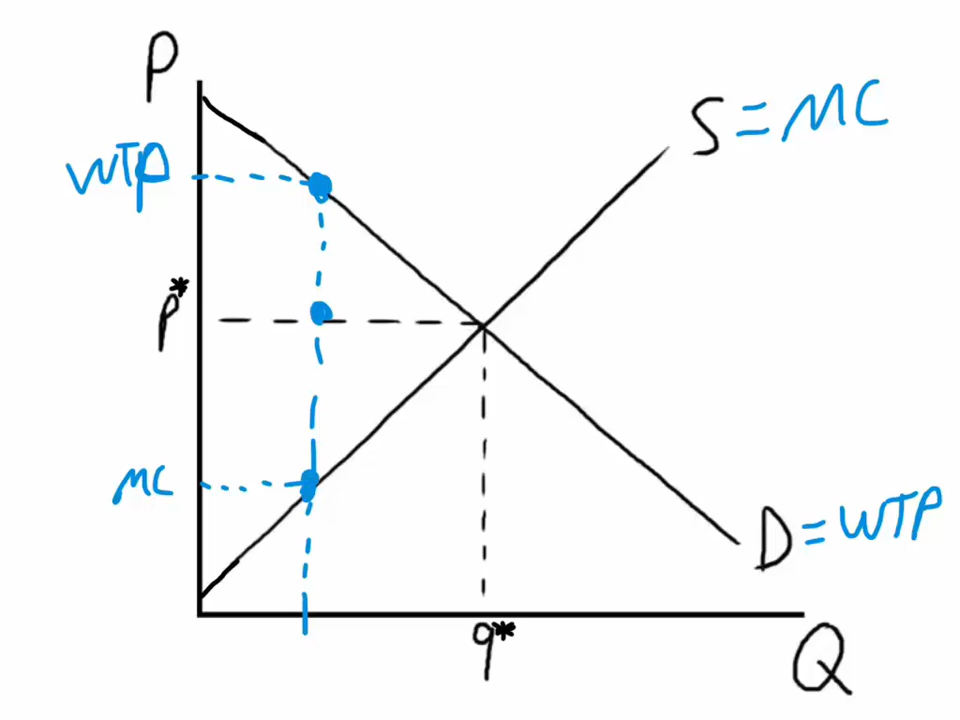 P
S = MC
WTP
P*
MC
D = WTP
q*
Q